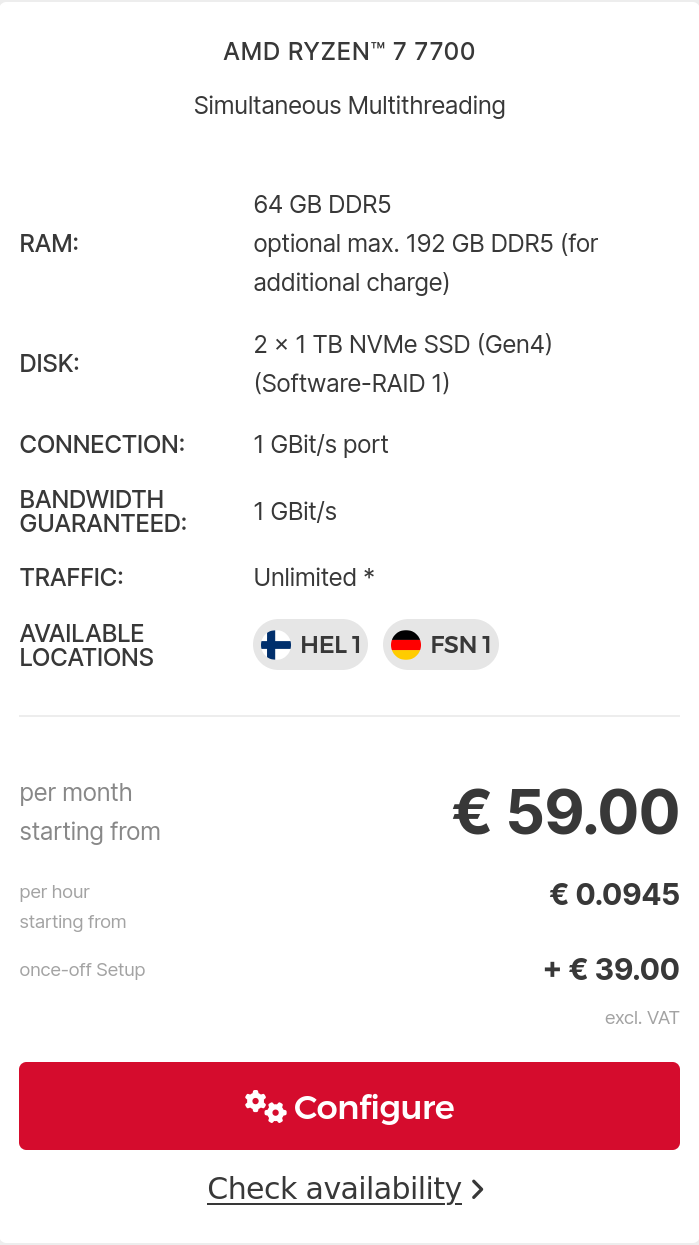 AMD RYZEN™ 7 7700
Simultaneous Multithreading
RAM:
64 GB DDR5
optional max. 192 GB DDR5 (for
additional charge)
DISK:
2 × 1 TB NVMe SSD (Gen4)
(Software-RAID 1)
CONNECTION:
1 GBit/s port
BANDWIDTH
GUARANTEED:
1 GBit/s
TRAFFIC:
Unlimited *
AVAILABLE
LOCATIONS
HEL 1
FSN 1
per month
starting from
€ 59.00
per hour
starting from
€ 0.0945
once-off Setup
+ € 39.00
excl. VAT
Configure
Check availability